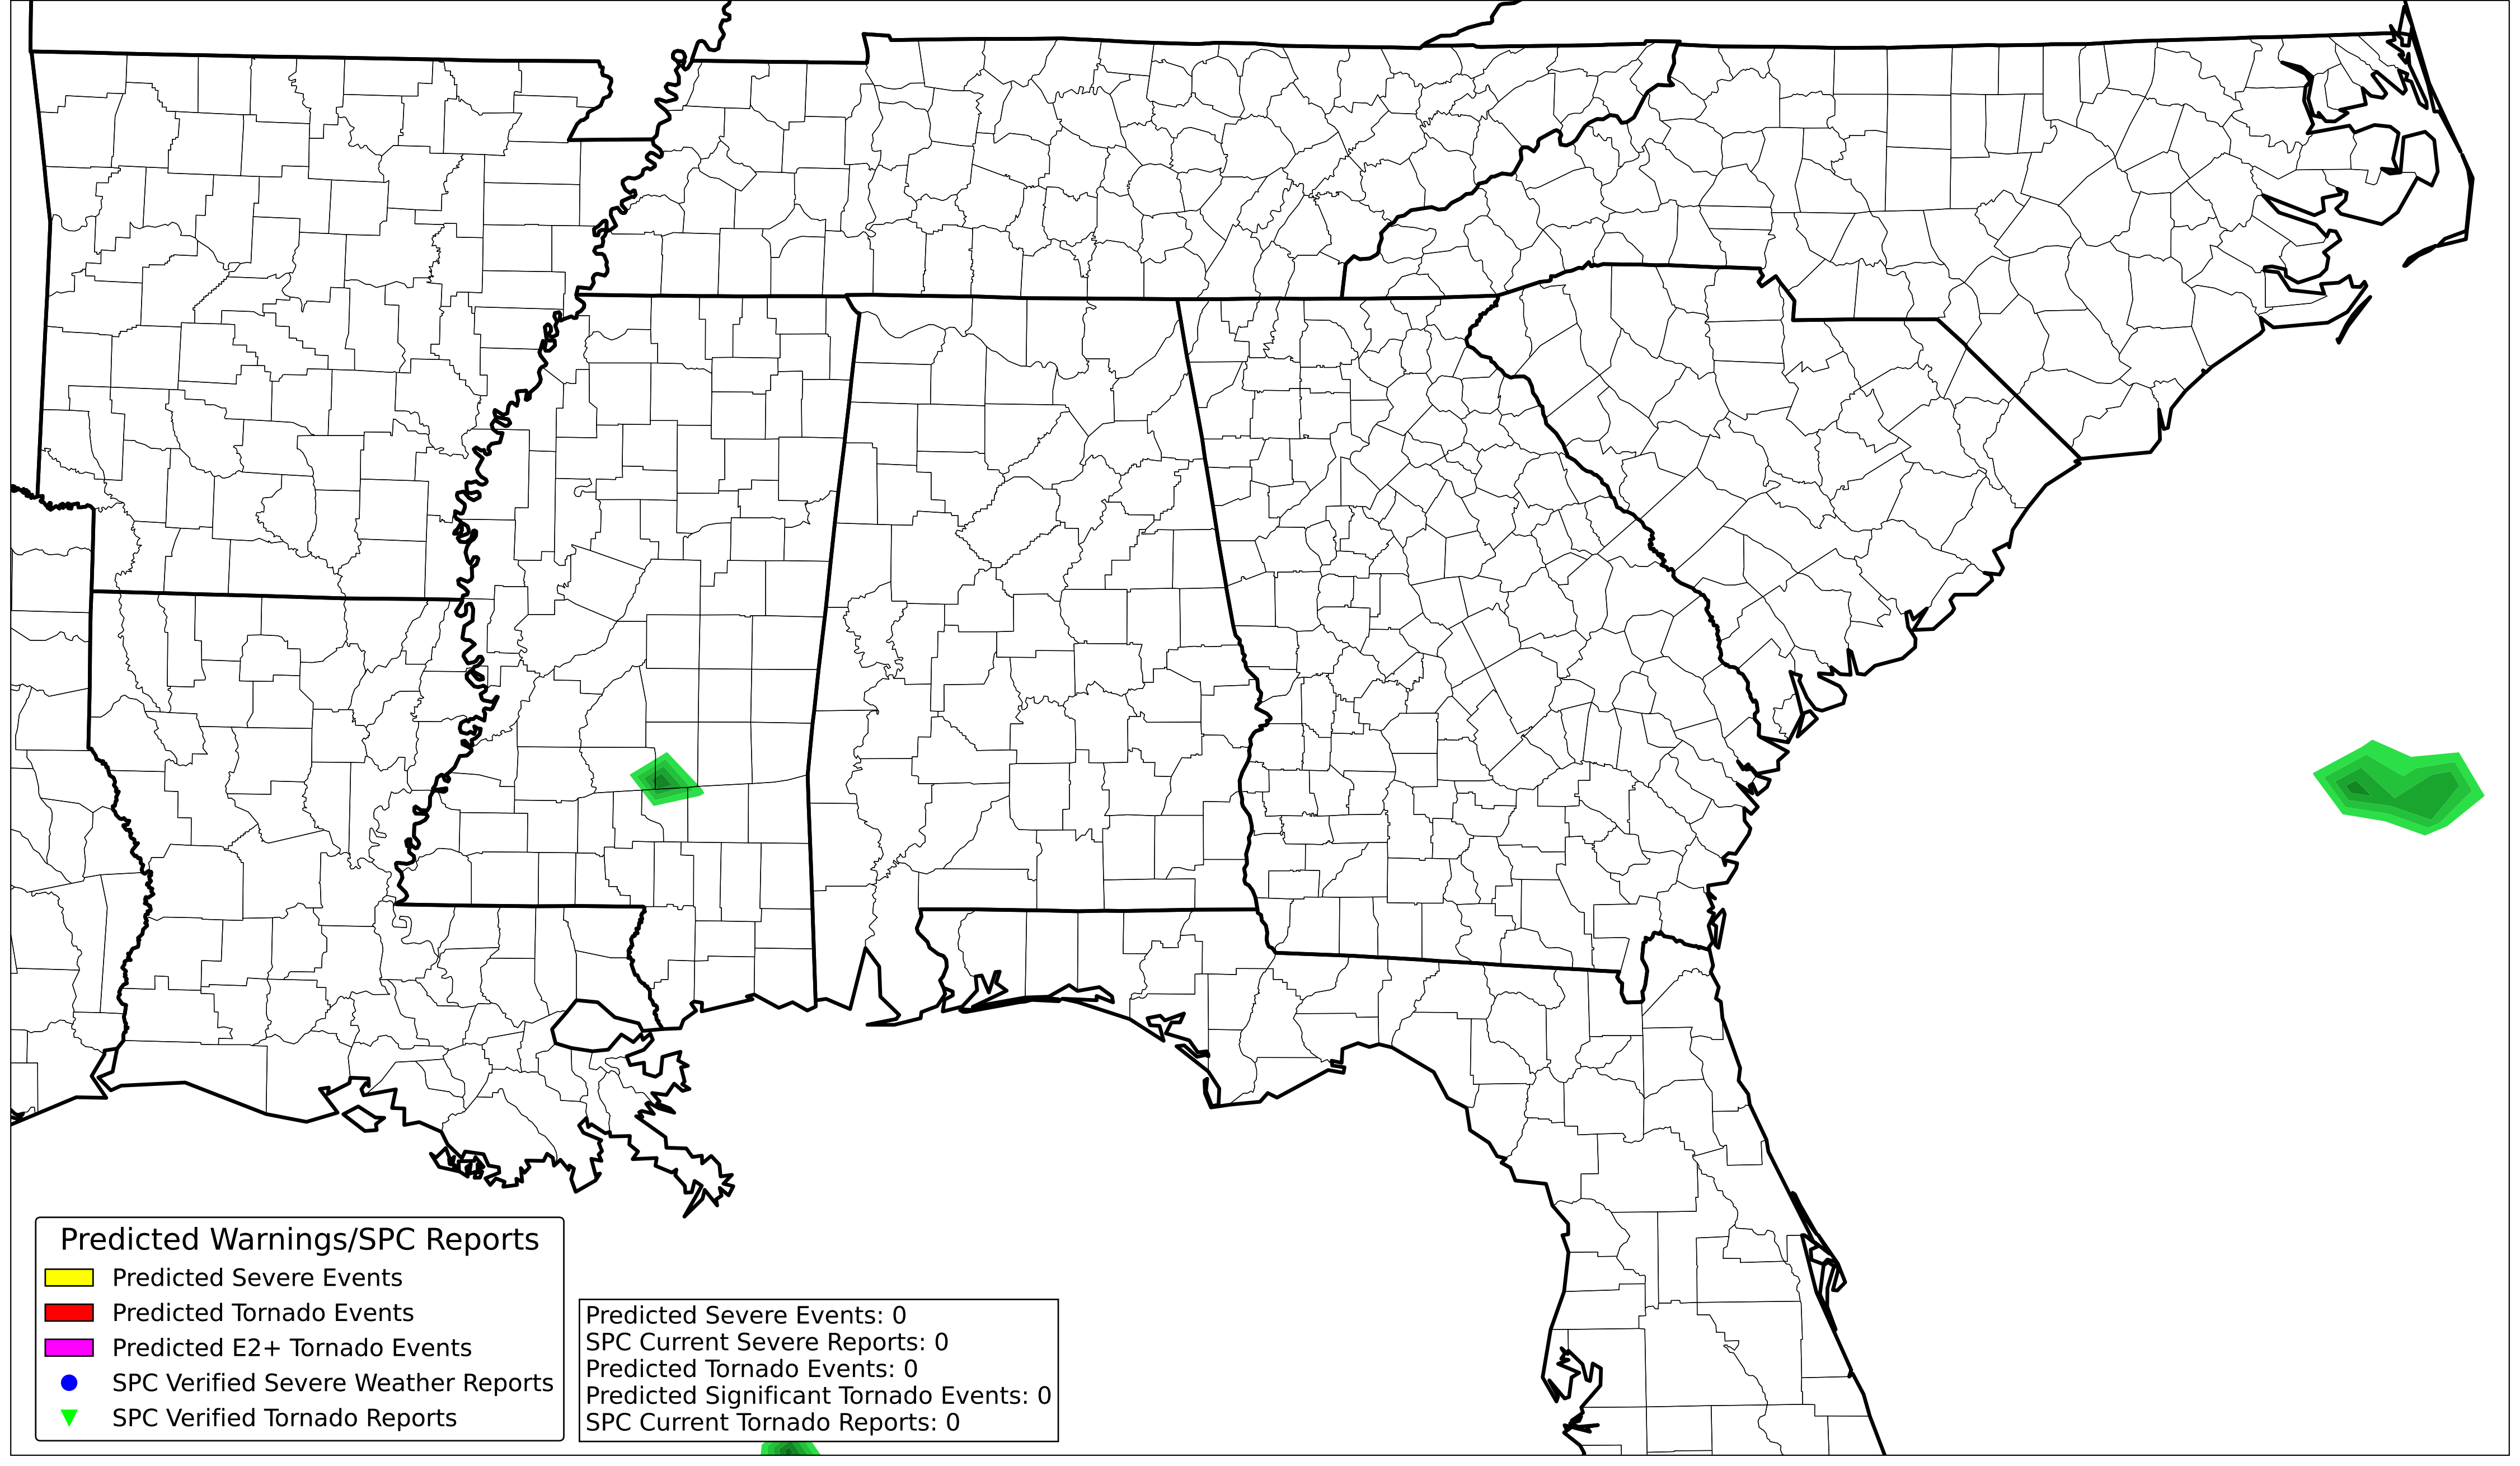 Predicted Warnings/SPC Reports
Predicted Severe Events
Predicted Tornado Events
Predicted E2+ Tornado Events
SPC Verified Severe Weather Reports
SPC Verified Tornado Reports
Predicted Severe Events: 0
SPC Current Severe Reports: 0
Predicted Tornado Events: 0
Predicted Significant Tornado Events: 0
SPC Current Tornado Reports: 0